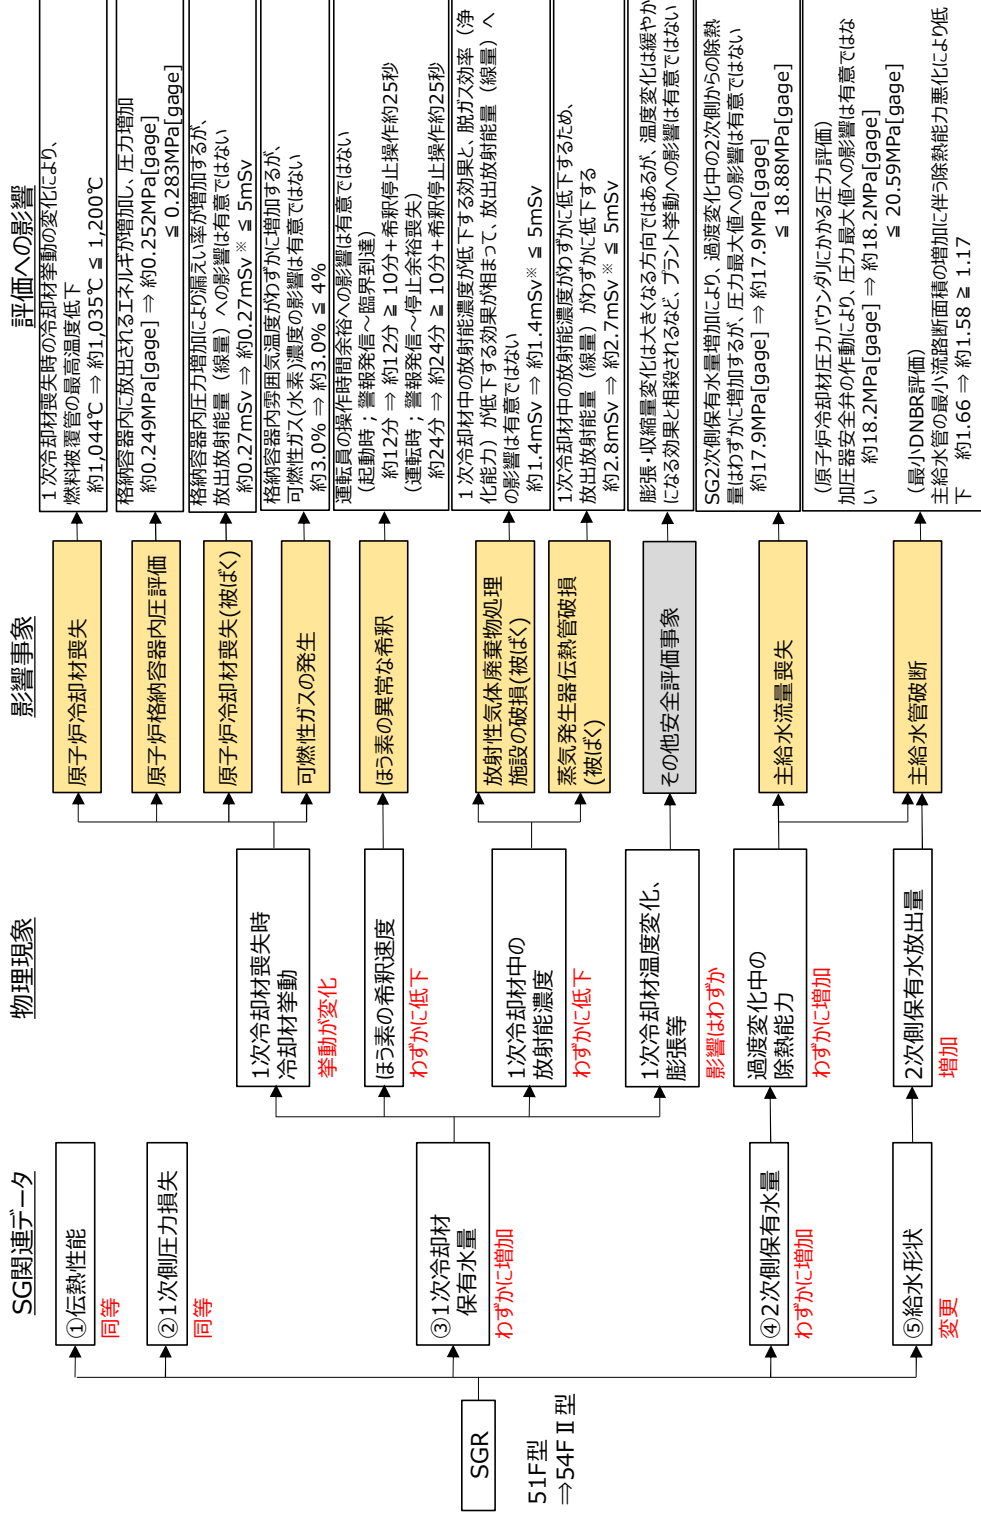 SG関連データ
物理現象
影響事象
評価への影響
SGR
51F型
⇒54FⅡ型
①伝熱性能
同等
②1次側圧力損失
同等
③1次冷却材
保有水量
わずかに増加
④2次側保有水量
わずかに増加
⑤給水形状
変更
1次冷却材喪失時
冷却材挙動
挙動が変化
ほう素の希釈速度
わずかに低下
1次冷却材中の
放射能濃度
わずかに低下
1次冷却材温度変化、
膨張等
影響はわずか
過渡変化中の
除熱能力
わずかに増加
2次側保有水放出量
増加
原子炉冷却材喪失
原子炉格納容器内圧評価
原子炉冷却材喪失(被ばく)
可燃性ガスの発生
ほう素の異常な希釈
放射性気体廃棄物処理
施設の破損(被ばく)
蒸気発生器伝熱管破損
(被ばく)
その他安全評価事象
主給水流量喪失
主給水管破断
1次冷却材喪失時の冷却材挙動の変化により、
燃料被覆管の最高温度低下
約1,044℃ ⇒ 約1,035℃ ≦ 1,200℃
格納容器内に放出されるエネルギが増加し、圧力増加
約0.249MPa[gage] ⇒ 約0.252MPa[gage]
≦ 0.283MPa[gage]
格納容器内圧力増加により漏えい率が増加するが、
放出放射能量（線量）への影響は有意ではない
約0.27mSv ⇒ 約0.27mSv※ ≦ 5mSv
格納容器内雰囲気温度がわずかに増加するが、
可燃性ガス(水素)濃度の影響は有意ではない
約3.0% ⇒ 約3.0% ≦ 4%
運転員の操作時間余裕への影響は有意ではない
（起動時；警報発信～臨界到達）
約12分 ⇒ 約12分 ≧ 10分+希釈停止操作約25秒
（運転時；警報発信～停止余裕喪失）
約24分 ⇒ 約24分 ≧ 10分+希釈停止操作約25秒
1次冷却材中の放射能濃度が低下する効果と、脱ガス効率（浄
化能力）が低下する効果が相まって、放出放射能量（線量）へ
の影響は有意ではない
約1.4mSv ⇒ 約1.4mSv※ ≦ 5mSv
1次冷却材中の放射能濃度がわずかに低下するため、
放出放射能量（線量）がわずかに低下する
約2.8mSv ⇒ 約2.7mSv※ ≦ 5mSv
膨張・収縮量変化は大きくなる方向ではあるが、温度変化は緩やか
になる効果と相殺されるなど、プラント挙動への影響は有意ではない
SG2次側保有水量増加により、過渡変化中の2次側からの除熱
量はわずかに増加するが、圧力最大値への影響は有意ではない
約17.9MPa[gage] ⇒ 約17.9MPa[gage]
≦ 18.88MPa[gage]
（原子炉冷却材圧力バウンダリにかかる圧力評価）
加圧器安全弁の作動により、圧力最大値への影響は有意ではな
い
約18.2MPa[gage] ⇒ 約18.2MPa[gage]
≦ 20.59MPa[gage]
（最小DNBR評価）
主給水管の最小流路断面積の増加に伴う除熱能力悪化により低
下
約1.66 ⇒ 約1.58 ≧ 1.17